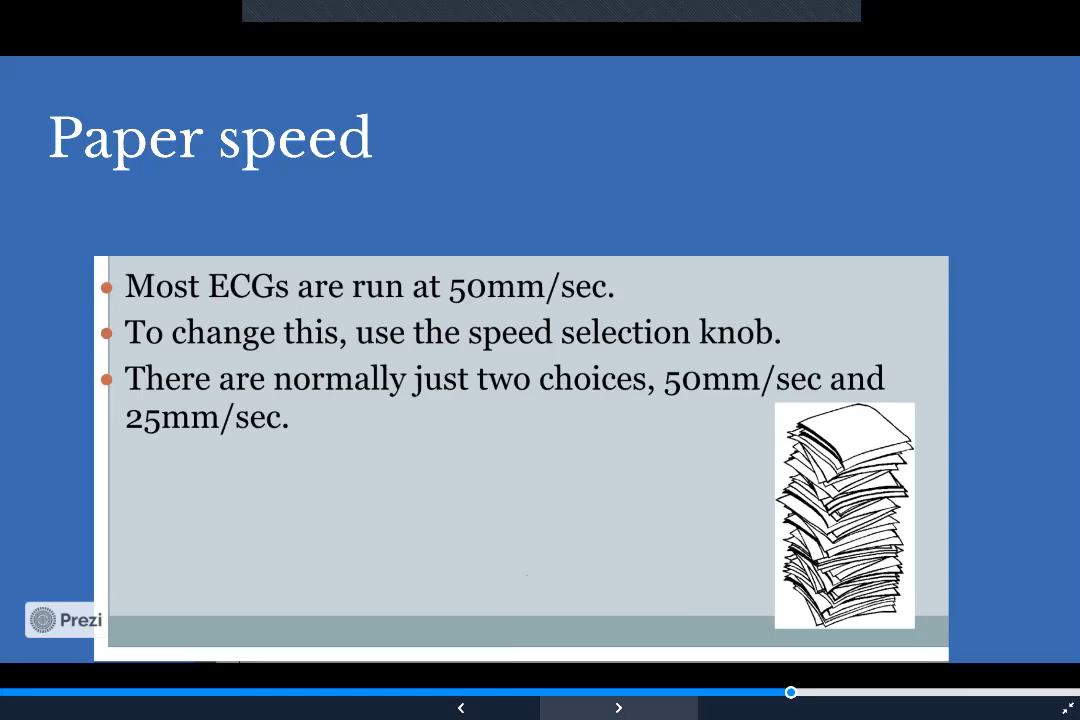 Paper speed
Most ECGs are run at 50mm/sec.
To change this, use the speed selection knob.
There are normally just two choices, 50mm/sec and
25mm/sec.
Prezi